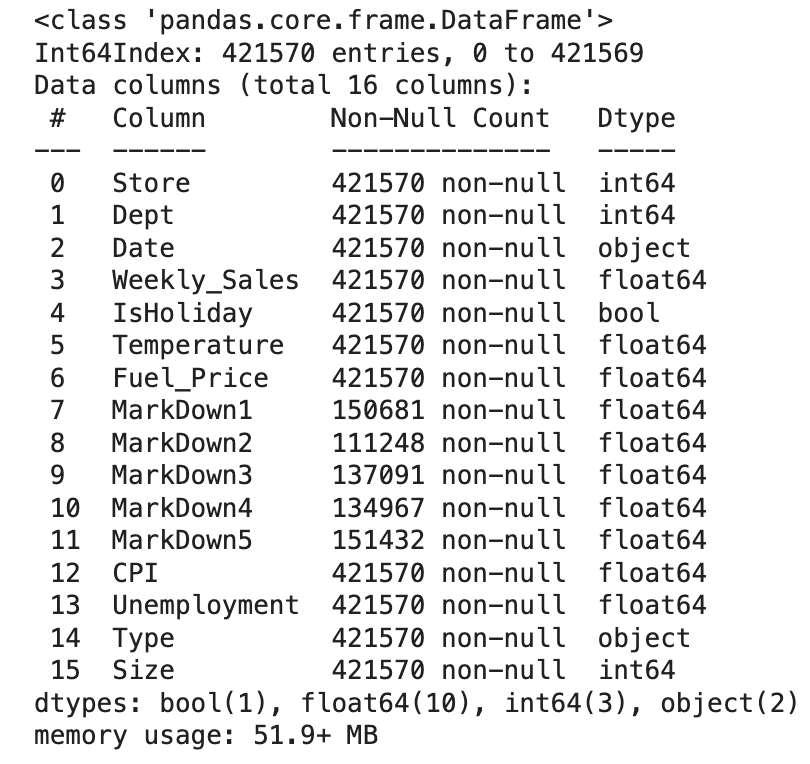 <class 'pandas.core.frame.DataFrame'>
Int64Index: 421570 entries, 0 to 421569
Data columns (total 16 columns):
 #   Column        Non-Null Count   Dtype
---  ------        --------------   -----
 0   Store         421570 non-null  int64
 1   Dept          421570 non-null  int64
 2   Date          421570 non-null  object
 3   Weekly_Sales  421570 non-null  float64
 4   IsHoliday     421570 non-null  bool
 5   Temperature   421570 non-null  float64
 6   Fuel_Price    421570 non-null  float64
 7   MarkDown1     150681 non-null  float64
 8   MarkDown2     111248 non-null  float64
 9   MarkDown3     137091 non-null  float64
 10  MarkDown4     134967 non-null  float64
 11  MarkDown5     151432 non-null  float64
 12  CPI           421570 non-null  float64
 13  Unemployment  421570 non-null  float64
 14  Type          421570 non-null  object
 15  Size          421570 non-null  int64
dtypes: bool(1), float64(10), int64(3), object(2)
memory usage: 51.9+ MB